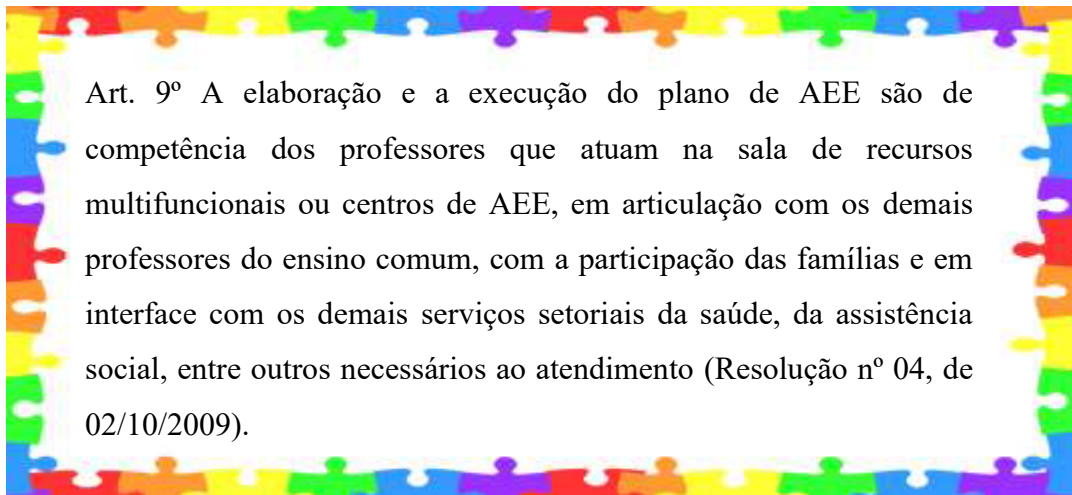 Art. 9º A elaboração e a execução do plano de AEE são de
competência dos professores que atuam na sala de recursos
multifuncionais ou centros de AEE, em articulação com os demais
professores do ensino comum, com a participação das famílias e em
interface com os demais serviços setoriais da saúde, da assistência
social, entre outros necessários ao atendimento (Resolução nº 04, de
02/10/2009).